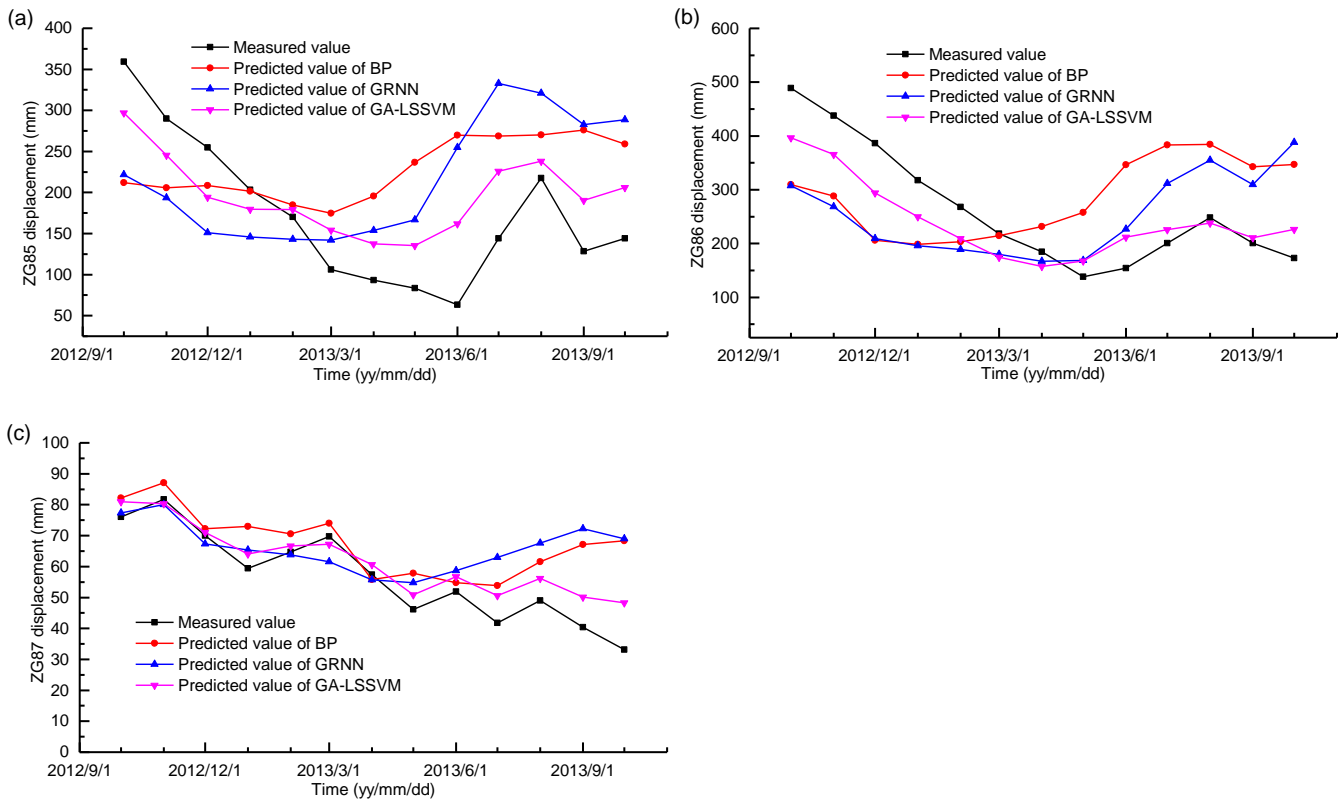 (a)
400
350
300
250
200
150
100
50
ZG85 displacement (mm)
Measured value
Predicted value of BP
Predicted value of GRNN
Predicted value of GA-LSSVM
2012/9/1 2012/12/1 2013/3/1 2013/6/1 2013/9/1
Time (yy/mm/dd)
(b)
600
500
400
300
200
100
ZG86 displacement (mm)
Measured value
Predicted value of BP
Predicted value of GRNN
Predicted value of GA-LSSVM
2012/9/1 2012/12/1 2013/3/1 2013/6/1 2013/9/1
Time (yy/mm/dd)
(c)
100
90
80
70
60
50
40
30
20
10
0
ZG87 displacement (mm)
Measured value
Predicted value of BP
Predicted value of GRNN
Predicted value of GA-LSSVM
2012/9/1 2012/12/1 2013/3/1 2013/6/1 2013/9/1
Time (yy/mm/dd)